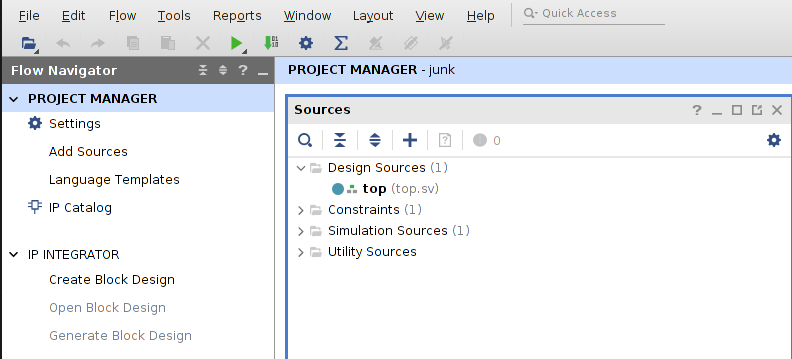 File Edit Flow Tools Reports Window Layout View Help Quick Access
Flow Navigator ?
PROJECT MANAGER - junk
PROJECT MANAGER
Settings
Add Sources
Language Templates
IP Catalog
IP INTEGRATOR
Create Block Design
Open Block Design
Generate Block Design
Sources ?
0
Design Sources (1)
top (top.sv)
Constraints (1)
Simulation Sources (1)
Utility Sources